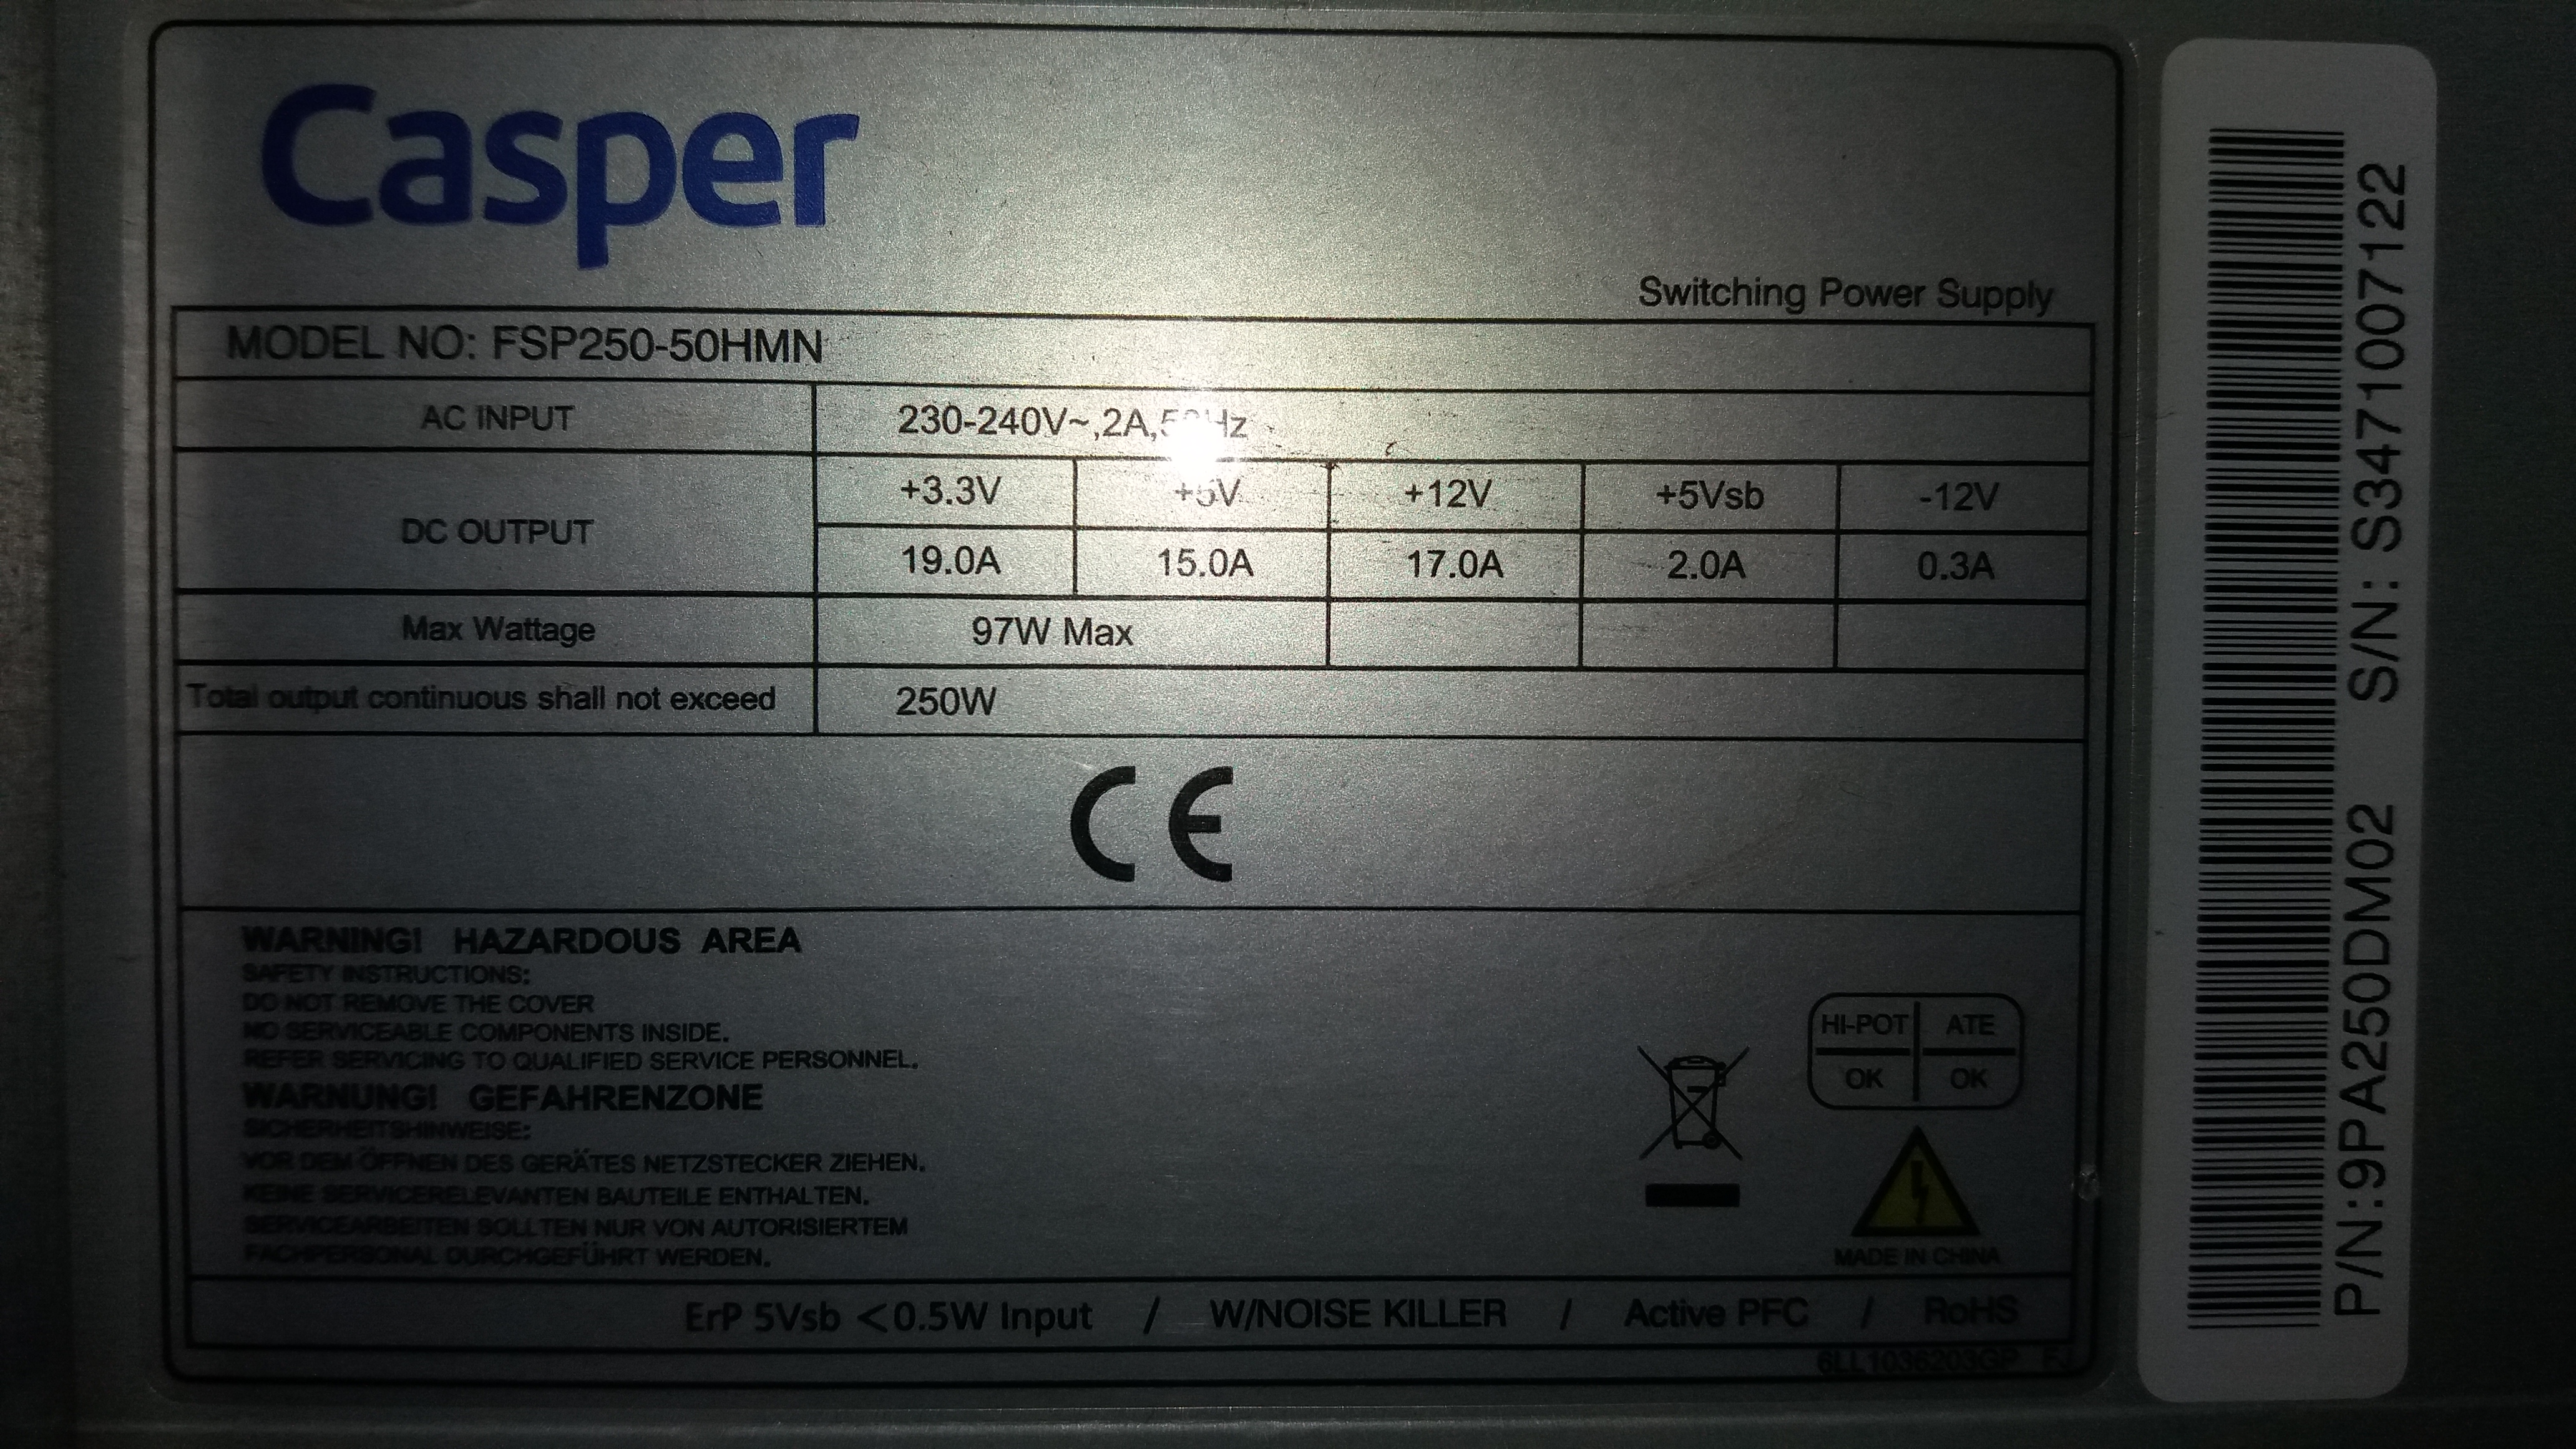 Casper
Switching Power Supply
MODEL NO: FSP250-50HMN
AC INPUT 230-240V~,2A,50Hz
DC OUTPUT +3.3V +5V +12V +5Vsb -12V
19.0A 15.0A 17.0A 2.0A 0.3A
Max Wattage 97W Max
Total output continuous shall not exceed 250W
CE
WARNING! HAZARDOUS AREA
SAFETY INSTRUCTIONS:
DO NOT REMOVE THE COVER
NO SERVICEABLE COMPONENTS INSIDE.
REFER SERVICING TO QUALIFIED SERVICE PERSONNEL.
WARNUNG! GEFAHRENZONE
SICHERHEITSHINWEISE:
VOR DEM ÖFFNEN DES GERÄTES NETZSTECKER ZIEHEN.
KEINE SERVICERELEVANTEN BAUTEILE ENTHALTEN.
SERVICEARBEITEN SOLLTEN NUR VON AUTORISIERTEM
FACHPERSONAL DURCHGEFÜHRT WERDEN.
HI-POT ATE
OK OK
MADE IN CHINA
ErP 5Vsb <0.5W Input / W/NOISE KILLER / Active PFC / RoHS
P/N:9PA250DM02 S/N: S3471007122